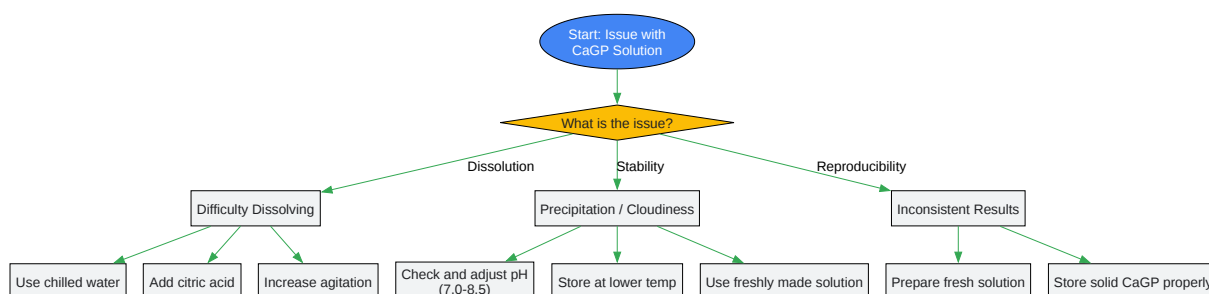 Start: Issue with
CaGP Solution
What is the issue?
Dissolution
Stability
Reproducibility
Difficulty Dissolving
Precipitation / Cloudiness
Inconsistent Results
Use chilled water
Add citric acid
Increase agitation
Check and adjust pH
(7.0-8.5)
Store at lower temp
Use freshly made solution
Prepare fresh solution
Store solid CaGP properly